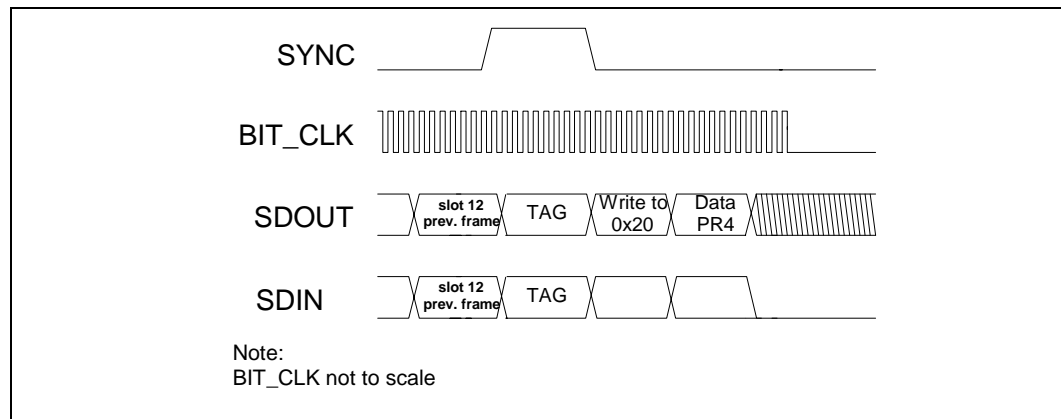 SYNC
BIT_CLK
SDOUT
slot 12
prev. frame
TAG
Write to
0x20
Data
PR4
SDIN
slot 12
prev. frame
TAG
Note:
BIT_CLK not to scale